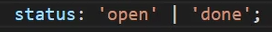 status: 'open' | 'done';